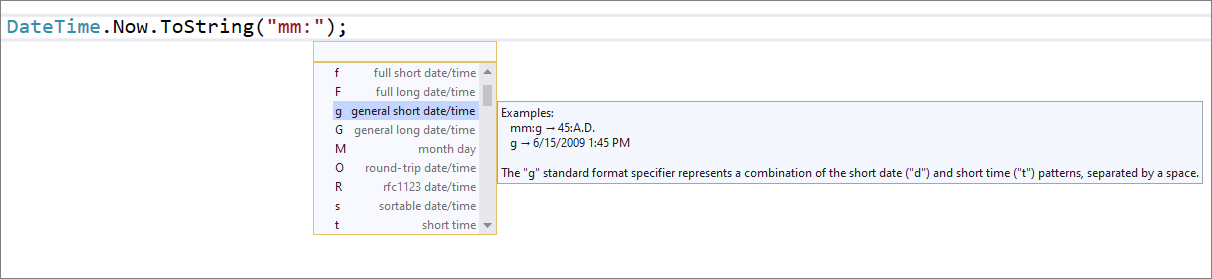 DateTime.Now.ToString("mm:");
f full short date/time
F full long date/time
g general short date/time
G general long date/time
M month day
O round-trip date/time
R rfc1123 date/time
s sortable date/time
t short time
Examples:
mm:g → 45:A.D.
g → 6/15/2009 1:45 PM
The "g" standard format specifier represents a combination of the short date ("d") and short time ("t") patterns, separated by a space.